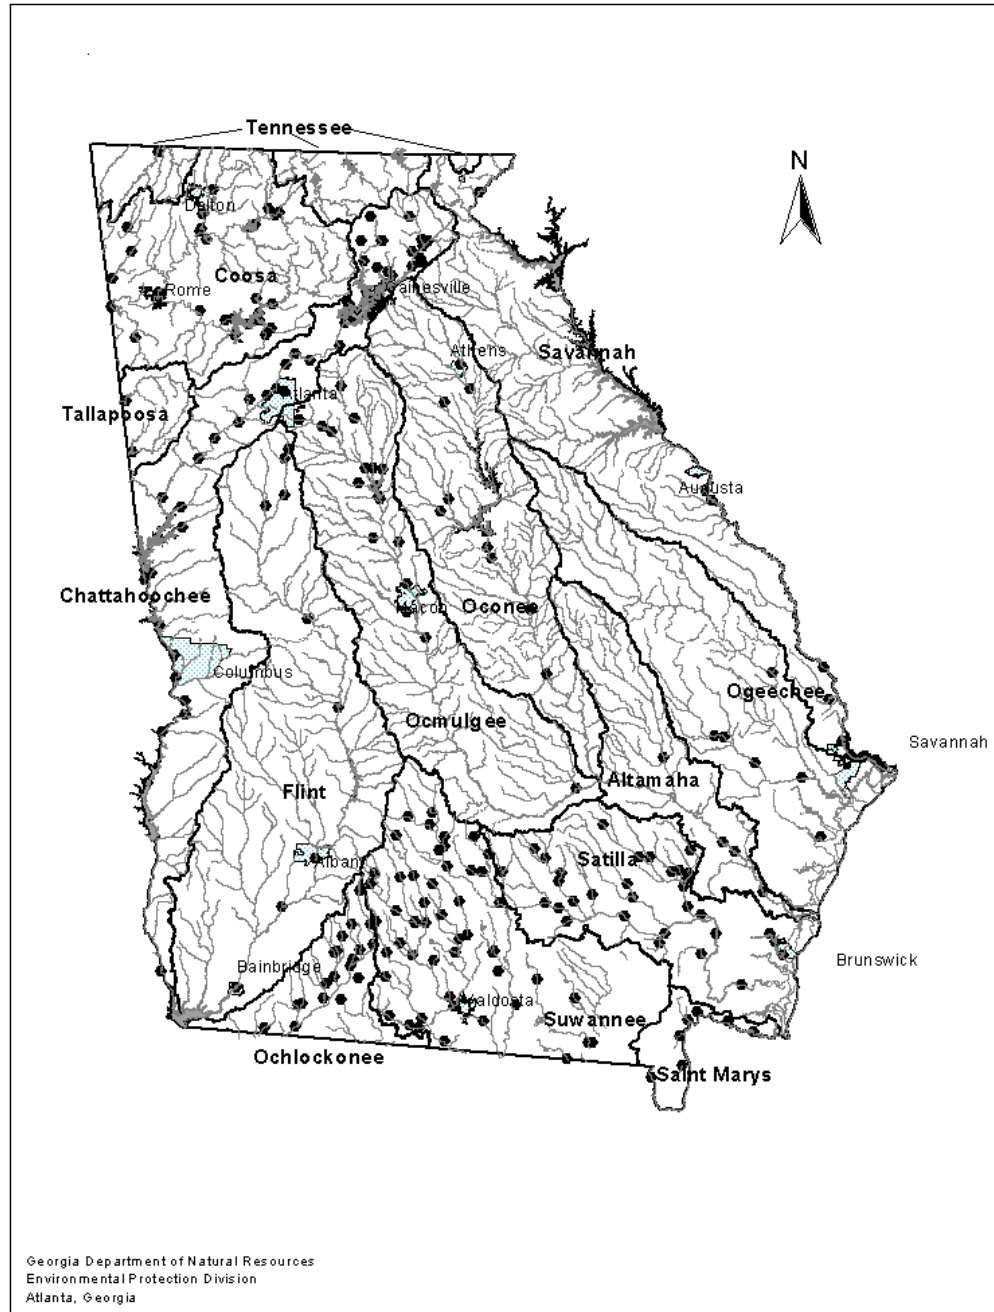 Tennessee
N
Dalton
Coosa
Rome
Gainesville
Athens
Savannah
Atlanta
Tallapoosa
Augusta
Chattahoochee
Macon
Oconee
Columbus
Ogeechee
Ocmulgee
Savannah
Altamaha
Flint
Satilla
Albany
Brunswick
Bainbridge
Valdosta
Suwannee
Ochlockonee
Saint Marys
Georgia Department of Natural Resources
Environmental Protection Division
Atlanta, Georgia